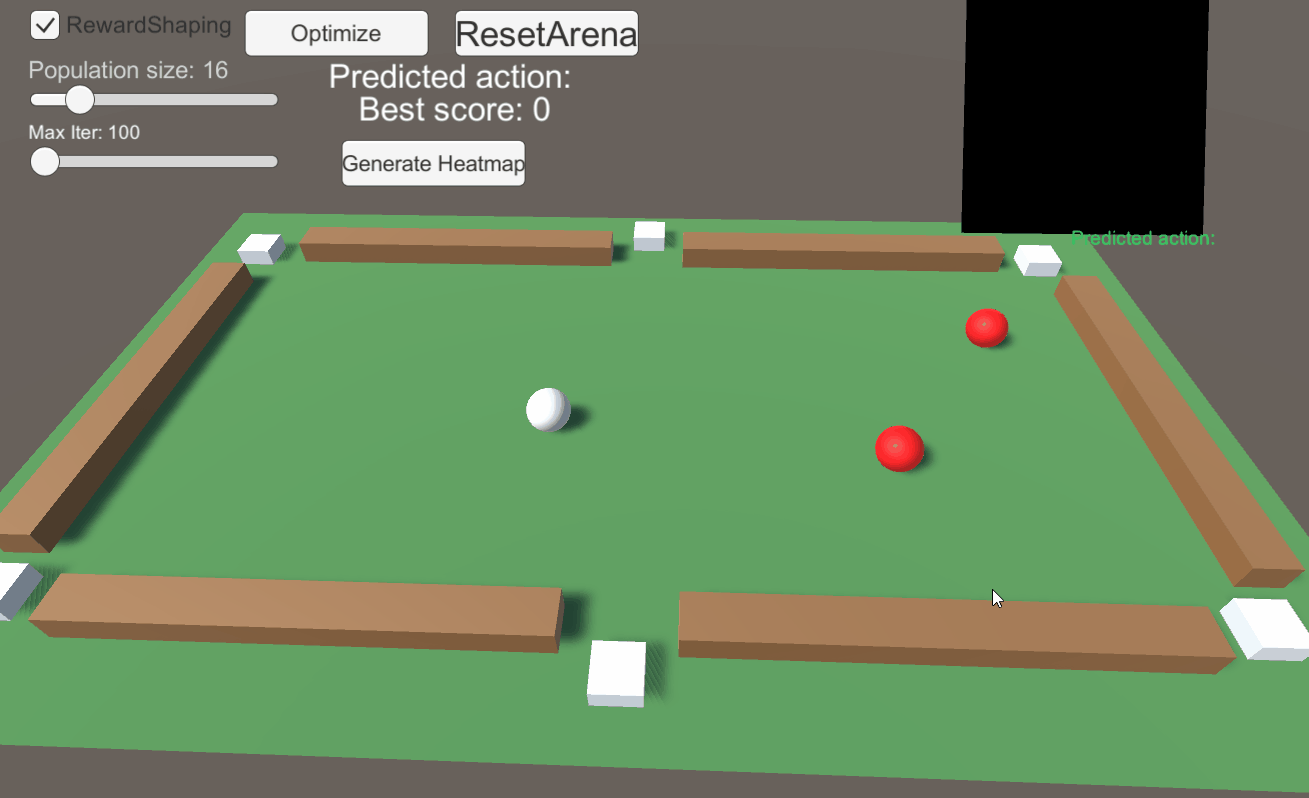 RewardShaping
Optimize
ResetArena
Population size: 16
Predicted action:
Best score: 0
Max Iter: 100
Generate Heatmap
Predicted action: